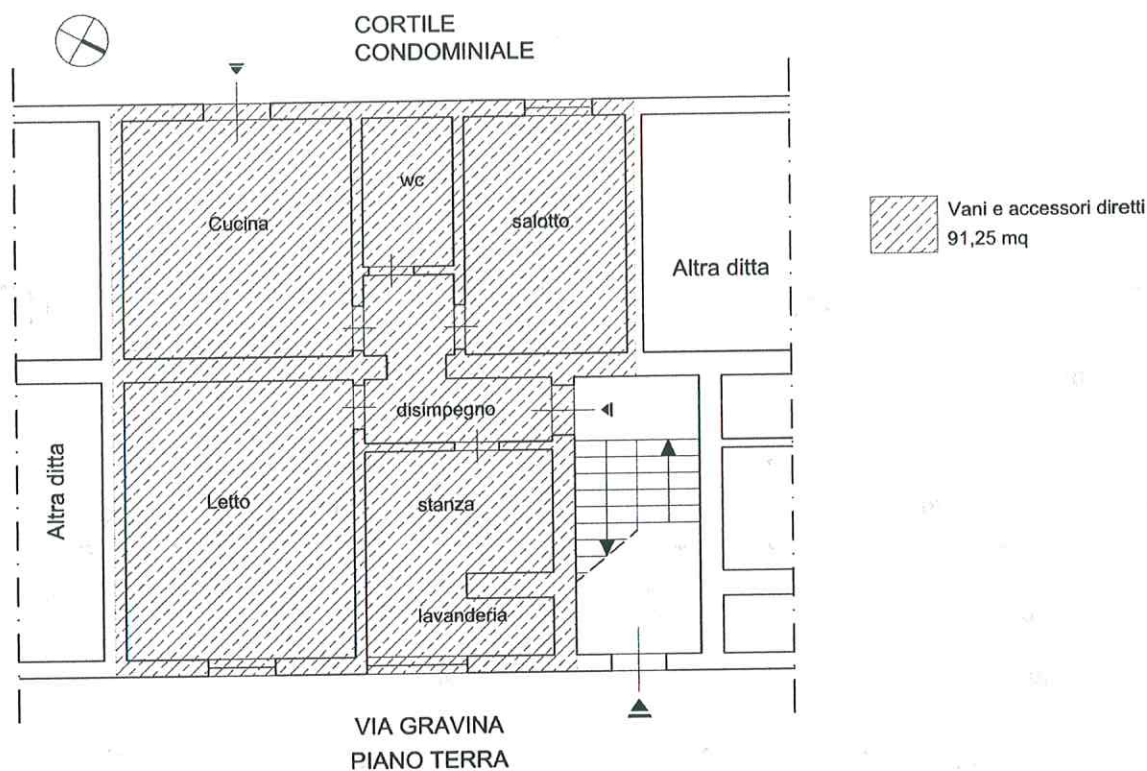 CORTILE
CONDOMINIALE
wc
Cucina
salotto
Vani e accessori diretti
91,25 mq
Altra ditta
disimpegno
Altra ditta
Letto
stanza
lavanderia
VIA GRAVINA
PIANO TERRA